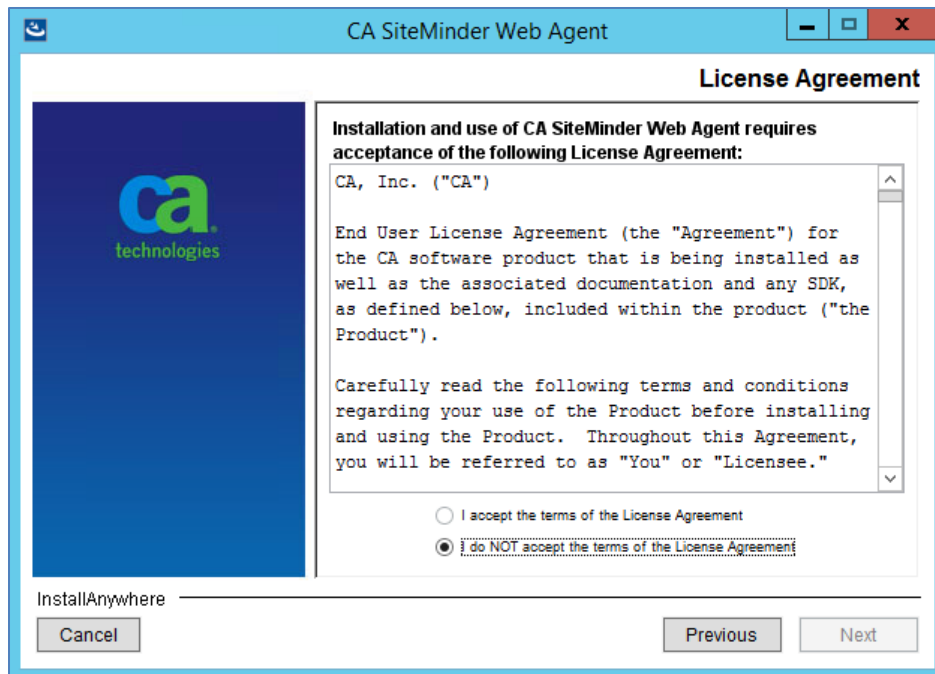 CA SiteMinder Web Agent
License Agreement
ca
technologies
Installation and use of CA SiteMinder Web Agent requires
acceptance of the following License Agreement:
CA, Inc. ("CA")
End User License Agreement (the "Agreement") for
the CA software product that is being installed as
well as the associated documentation and any SDK,
as defined below, included within the product ("the
Product").
Carefully read the following terms and conditions
regarding your use of the Product before installing
and using the Product.  Throughout this Agreement,
you will be referred to as "You" or "Licensee."
I accept the terms of the License Agreement
I do NOT accept the terms of the License Agreement
InstallAnywhere
Cancel
Previous
Next